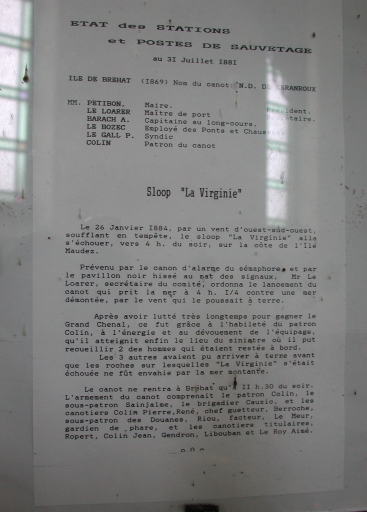 ETAT des STATIONS
et POSTES DE SAUVETAGE
au 31 Juillet 1881
ILE DE BREHAT (1869) Nom du canot: N.D. DE KERANROUX
MM. PETIBON. Maire.
LE LOARER Maître de port
BARACH A. Capitaine au long-cours.
LE BOZEC Employé des Ponts et
LE GALL P. Syndic
COLIN Patron du canot
Sloop "La Virginie"
Le 26 Janvier 1884, par un vent d'ouest-sud-ouest,
soufflant en tempête, le sloop "La Virginie" alla
s'échouer, vers 4 h. du soir, sur la côte de l'Ile
Maudez.
Prévenu par le canon d'alarme du sémaphore et par
le pavillon noir hissé au mat des signaux, Mr Le
Loarer, secrétaire du comité, ordonna le lancement du
canot qui prit la mer à 4 h. I/4 contre une mer
démontée, par le vent qui le poussait à terre.
Après avoir lutté très longtemps pour gagner le
Grand Chenal, ce fut grâce à l'habileté du patron
Colin, à l'énergie et au dévouement de l'équipage,
qu'il atteignit enfin le lieu du sinistre où il put
recueillir 2 des hommes qui étaient restés à bord.
Les 3 autres avaient pu arriver à terre avant
que les roches sur lesquelles "La Virginie" s'était
échouée ne fût envahie par la mer montante.
Le canot ne rentra à Bréhat qu'à II h.30 du soir.
L'armement du canot comprenait le patron Colin, le
sous-patron Sainjalme, le brigadier Cauzic, et les
canotiers Colin Pierre,René, chef guetteur, Berroche,
sous-patron des Douanes, Riou, facteur, Le Meur,
gardien de phare, et les canotiers titulaires,
Ropert, Colin Jean, Gendron, Libouban et Le Roy Aimé.